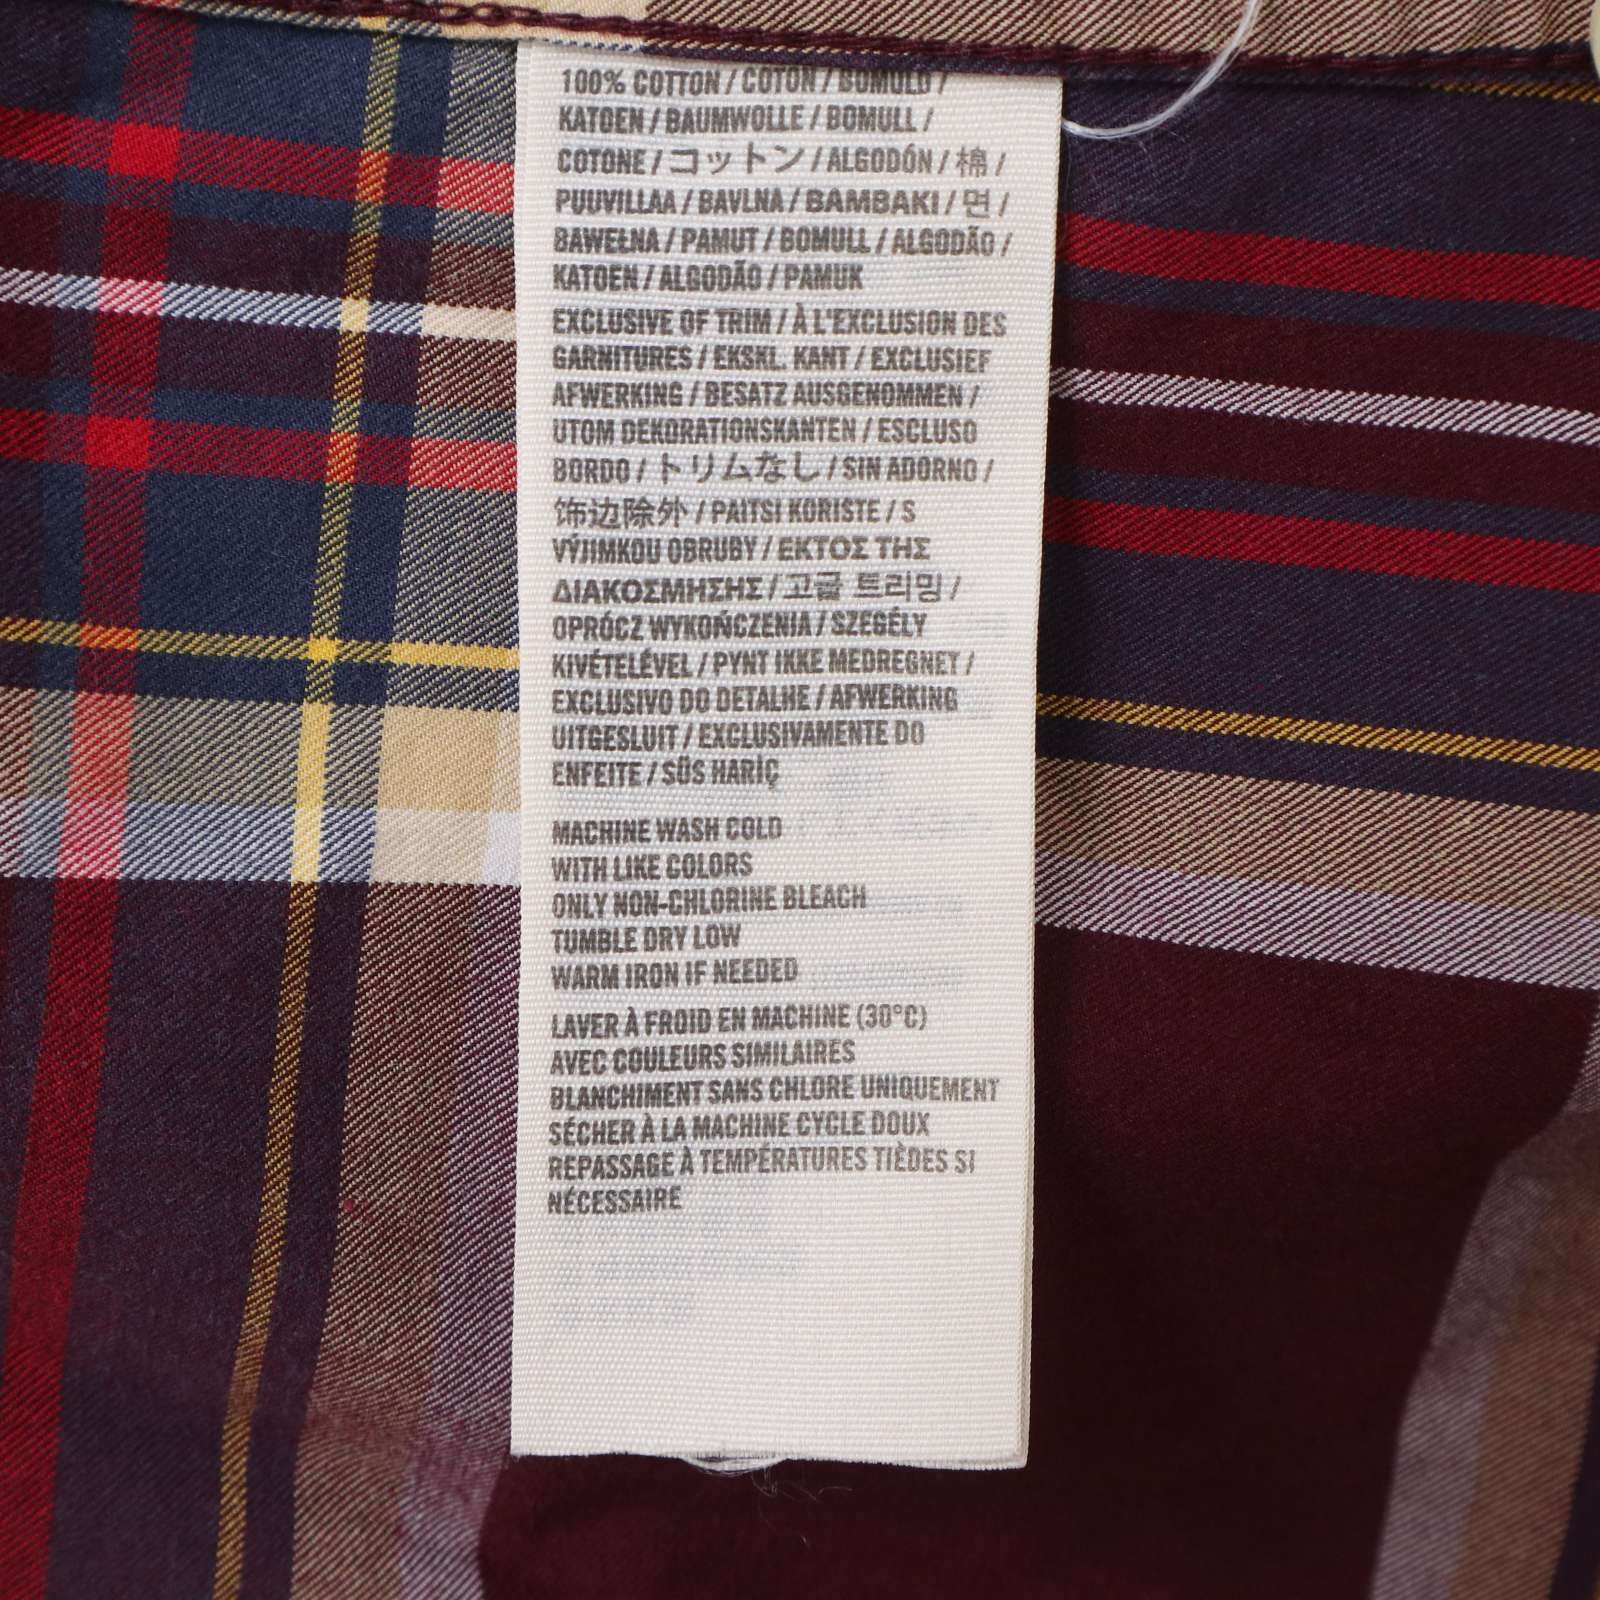 100% COTTON / COTON / BOMULD /
KATOEN / BAUMWOLLE / BOMULL /
COTONE / コットン / ALGODÓN / 棉 /
PUUVILLAA / BAVLNA / ΒΑΜΒΑΚΙ / 면 /
BAWEŁNA / PAMUT / BOMULL / ALGODÃO /
KATOEN / ALGODÃO / PAMUK
EXCLUSIVE OF TRIM / À L'EXCLUSION DES
GARNITURES / EKSKL. KANT / EXCLUSIEF
AFWERKING / BESATZ AUSGENOMMEN /
UTOM DEKORATIONSKANTEN / ESCLUSO
BORDO / トリムなし / SIN ADORNO /
饰边除外 / PAITSI KORISTE / S
VÝJIMKOU OBRUBY / ΕΚΤΟΣ ΤΗΣ
ΔΙΑΚΟΣΜΗΣΗΣ / 고글 트리밍 /
OPRÓCZ WYKOŃCZENIA / SZEGÉLY
KIVÉTELÉVEL / PYNT IKKE MEDREGNET /
EXCLUSIVO DO DETALHE / AFWERKING
UITGESLUIT / EXCLUSIVAMENTE DO
ENFEITE / SÜS HARİÇ
MACHINE WASH COLD
WITH LIKE COLORS
ONLY NON-CHLORINE BLEACH
TUMBLE DRY LOW
WARM IRON IF NEEDED
LAVER À FROID EN MACHINE (30°C)
AVEC COULEURS SIMILAIRES
BLANCHIMENT SANS CHLORE UNIQUEMENT
SÉCHER À LA MACHINE CYCLE DOUX
REPASSAGE À TEMPÉRATURES TIÈDES SI
NÉCESSAIRE